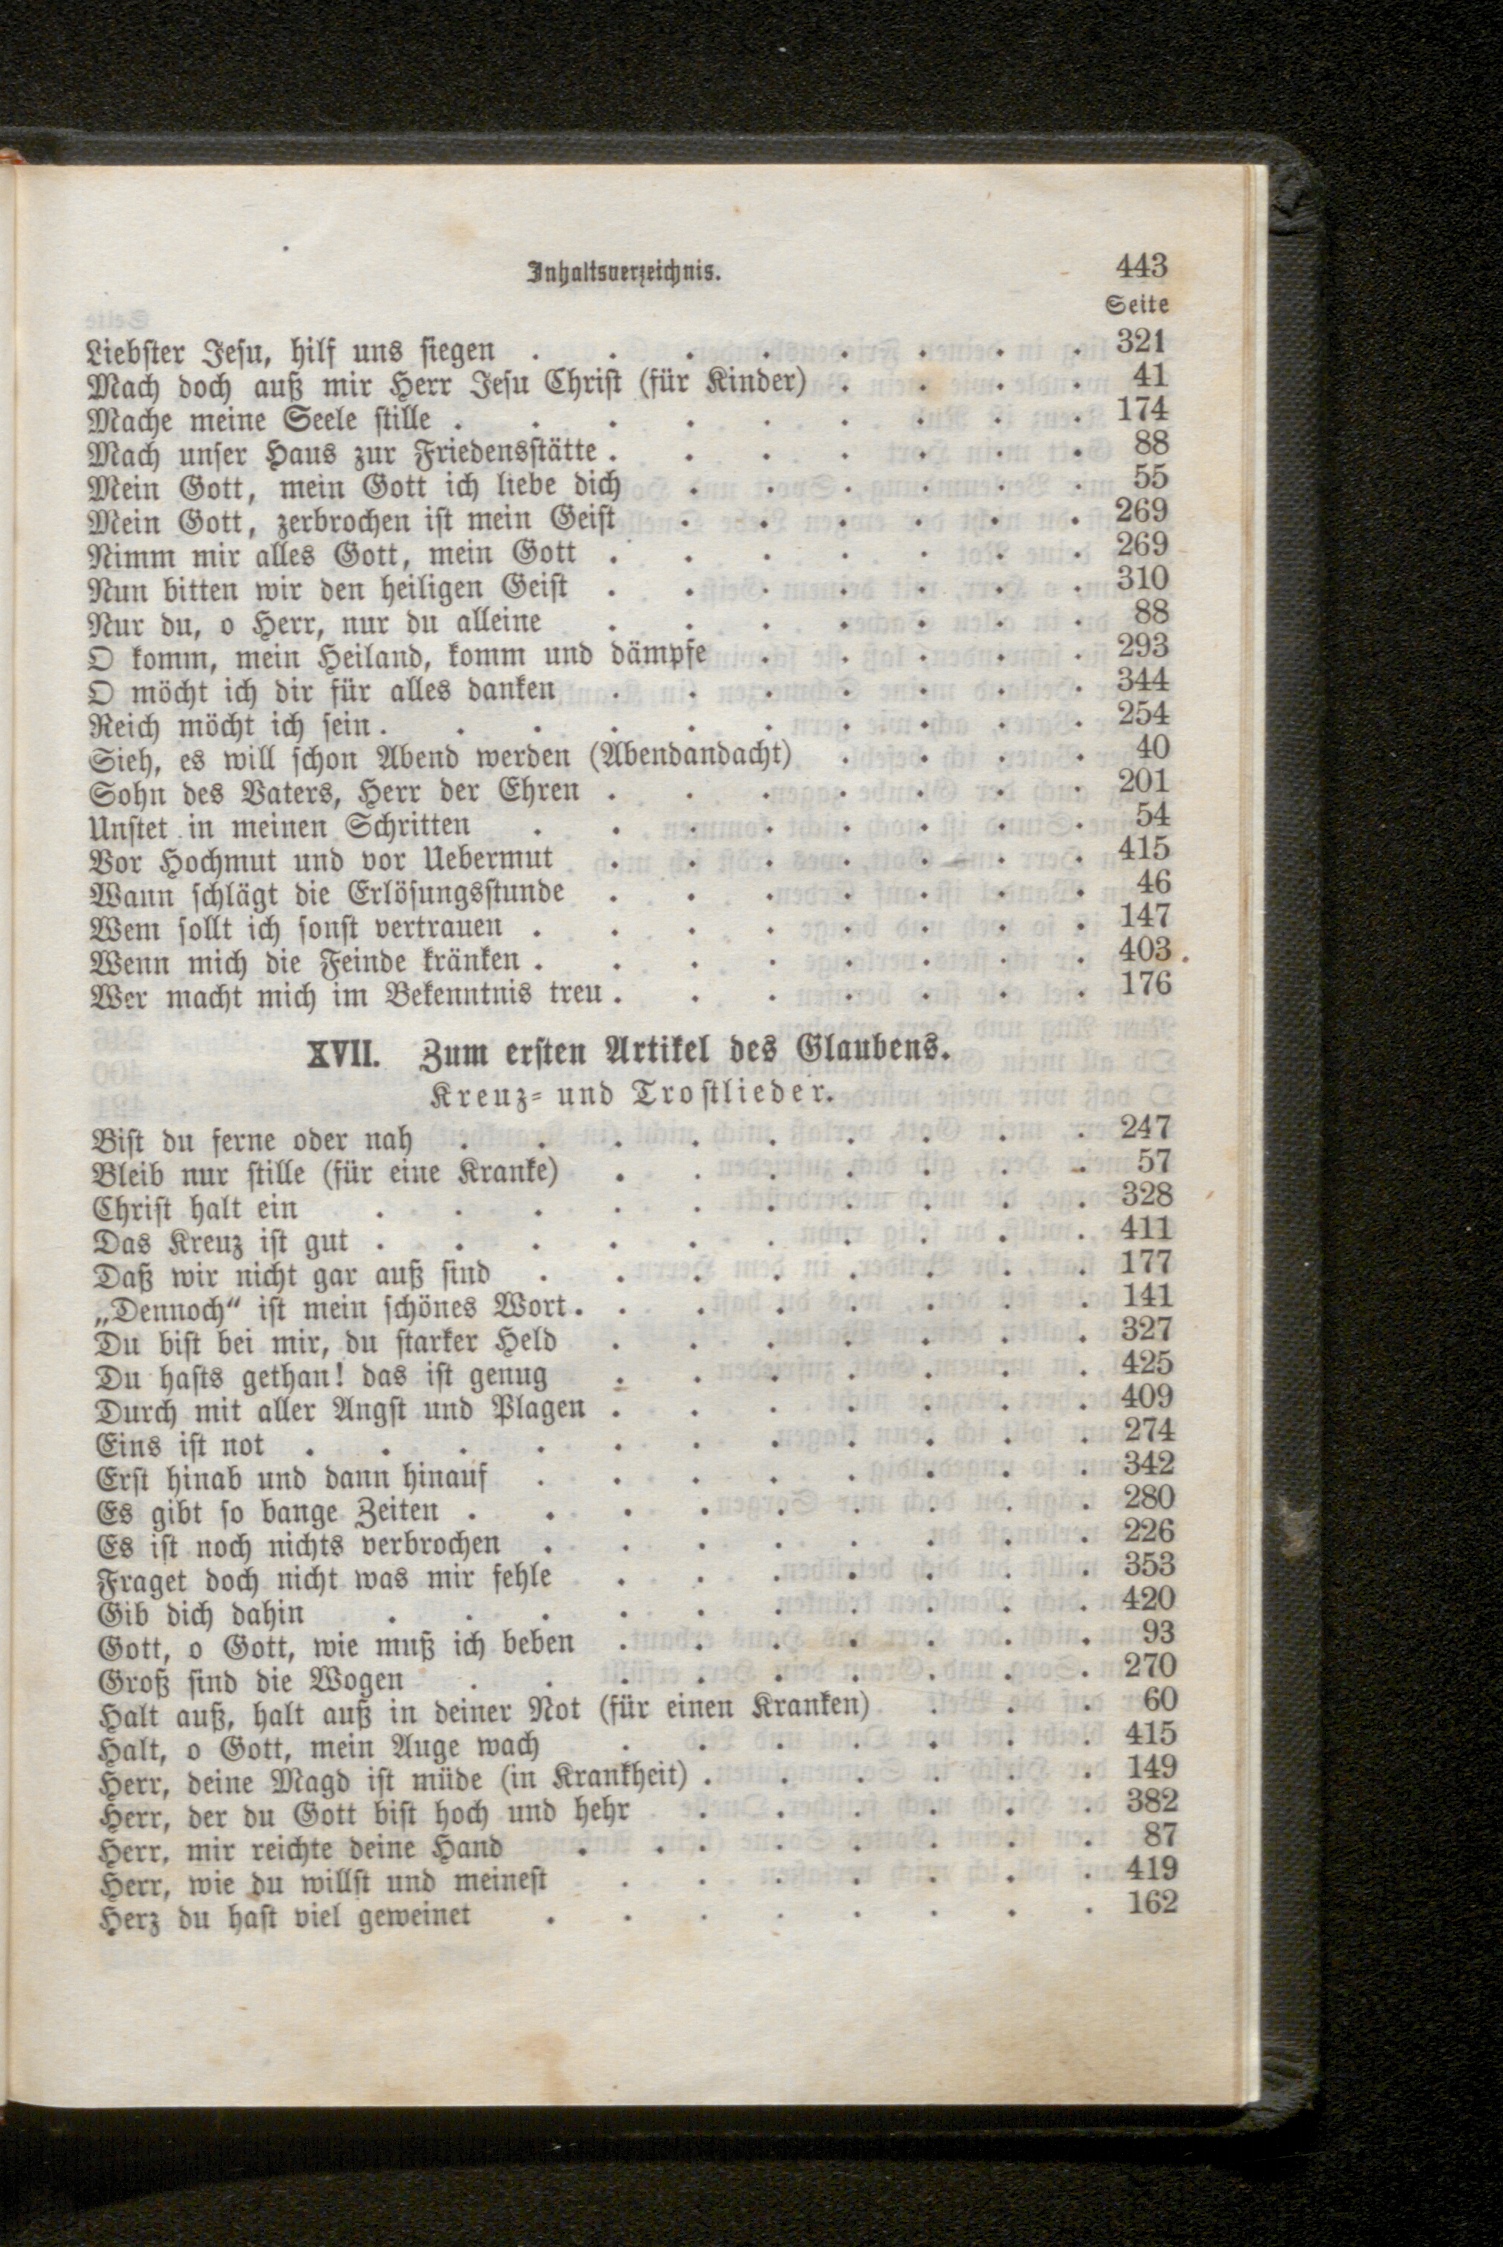 Inhaltsverzeichnis. 443
Seite
Liebster Jesu, hilf uns siegen . . . . . . . . 321
Mach doch auß mir Herr Jesu Christ (für Kinder) . . . . 41
Mache meine Seele stille . . . . . . . . . 174
Mach unser Haus zur Friedensstätte . . . . . . . 88
Mein Gott, mein Gott ich liebe dich . . . . . . 55
Mein Gott, zerbrochen ist mein Geist . . . . . . 269
Nimm mir alles Gott, mein Gott . . . . . . . 269
Nun bitten wir den heiligen Geist . . . . . . . 310
Nur du, o Herr, nur du alleine . . . . . . . 88
O komm, mein Heiland, komm und dämpfe . . . . . 293
O möcht ich dir für alles danken . . . . . . . 344
Reich möcht ich sein . . . . . . . . . . 254
Sieh, es will schon Abend werden (Abendandacht) . . . . 40
Sohn des Vaters, Herr der Ehren . . . . . . . 201
Unstet in meinen Schritten . . . . . . . . 54
Vor Hochmut und vor Uebermut . . . . . . . 415
Wann schlägt die Erlösungsstunde . . . . . . . 46
Wem sollt ich sonst vertrauen . . . . . . . . 147
Wenn mich die Feinde kränken . . . . . . . . 403
Wer macht mich im Bekenntnis treu . . . . . . . 176
XVII. Zum ersten Artikel des Glaubens.
Kreuz- und Trostlieder.
Bist du ferne oder nah . . . . . . . . . 247
Bleib nur stille (für eine Kranke) . . . . . . . 57
Christ halt ein . . . . . . . . . . 328
Das Kreuz ist gut . . . . . . . . . . 411
Daß wir nicht gar auß sind . . . . . . . . 177
„Dennoch“ ist mein schönes Wort . . . . . . . . 141
Du bist bei mir, du starker Held . . . . . . . 327
Du hasts gethan! das ist genug . . . . . . . 425
Durch mit aller Angst und Plagen . . . . . . . 409
Eins ist not . . . . . . . . . . . 274
Erst hinab und dann hinauf . . . . . . . . 342
Es gibt so bange Zeiten . . . . . . . . . 280
Es ist noch nichts verbrochen . . . . . . . . 226
Fraget doch nicht was mir fehle . . . . . . . 353
Gib dich dahin . . . . . . . . . . 420
Gott, o Gott, wie muß ich beben . . . . . . . 93
Groß sind die Wogen . . . . . . . . . 270
Halt auß, halt auß in deiner Not (für einen Kranken) . . . 60
Halt, o Gott, mein Auge wach . . . . . . . 415
Herr, deine Magd ist müde (in Krankheit) . . . . . . 149
Herr, der du Gott bist hoch und hehr . . . . . . 382
Herr, mir reichte deine Hand . . . . . . . . 87
Herr, wie du willst und meinest . . . . . . . 419
Herz du hast viel geweinet . . . . . . . . 162